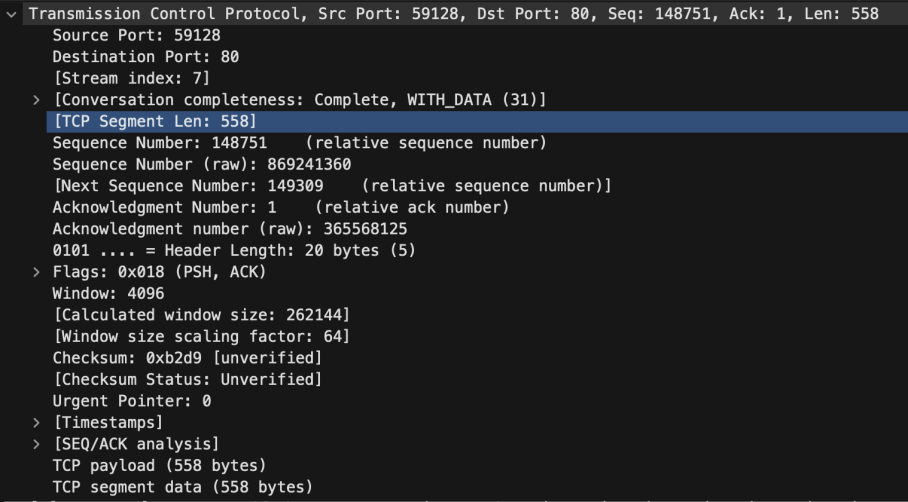 Transmission Control Protocol, Src Port: 59128, Dst Port: 80, Seq: 148751, Ack: 1, Len: 558
Source Port: 59128
Destination Port: 80
[Stream index: 7]
[Conversation completeness: Complete, WITH_DATA (31)]
[TCP Segment Len: 558]
Sequence Number: 148751    (relative sequence number)
Sequence Number (raw): 869241360
[Next Sequence Number: 149309    (relative sequence number)]
Acknowledgment Number: 1    (relative ack number)
Acknowledgment number (raw): 365568125
0101 .... = Header Length: 20 bytes (5)
Flags: 0x018 (PSH, ACK)
Window: 4096
[Calculated window size: 262144]
[Window size scaling factor: 64]
Checksum: 0xb2d9 [unverified]
[Checksum Status: Unverified]
Urgent Pointer: 0
[Timestamps]
[SEQ/ACK analysis]
TCP payload (558 bytes)
TCP segment data (558 bytes)